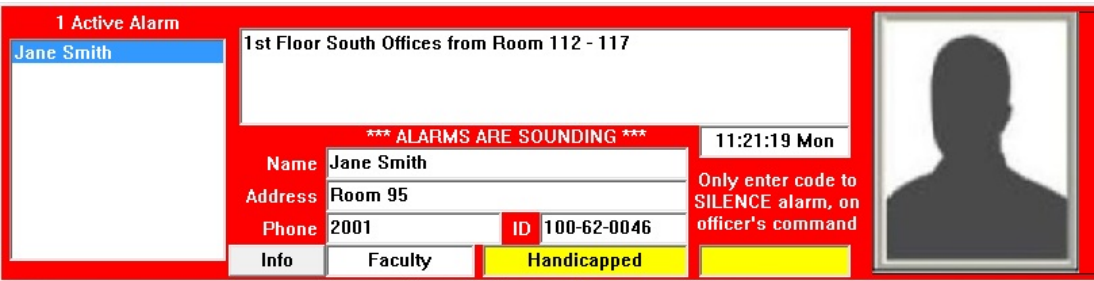 1 Active Alarm
Jane Smith
1st Floor South Offices from Room 112 - 117
*** ALARMS ARE SOUNDING ***
11:21:19 Mon
Name Jane Smith
Address Room 95
Phone 2001 ID 100-62-0046
Only enter code to
SILENCE alarm, on
officer's command
Info Faculty Handicapped